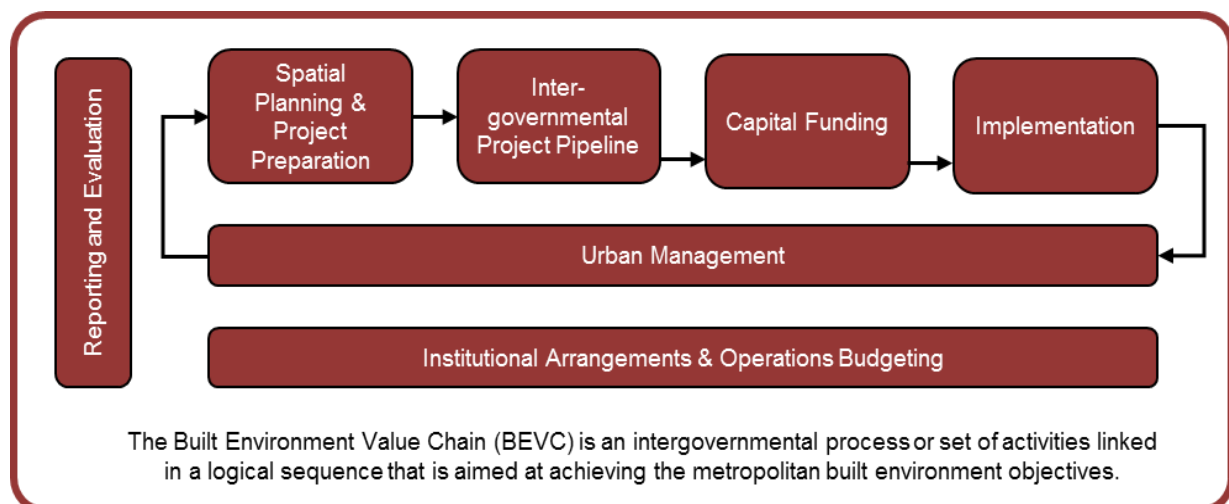 Reporting and Evaluation
Spatial
Planning &
Project
Preparation
Inter-
governmental
Project Pipeline
Capital Funding
Implementation
Urban Management
Institutional Arrangements & Operations Budgeting
The Built Environment Value Chain (BEVC) is an intergovernmental process or set of activities linked
in a logical sequence that is aimed at achieving the metropolitan built environment objectives.